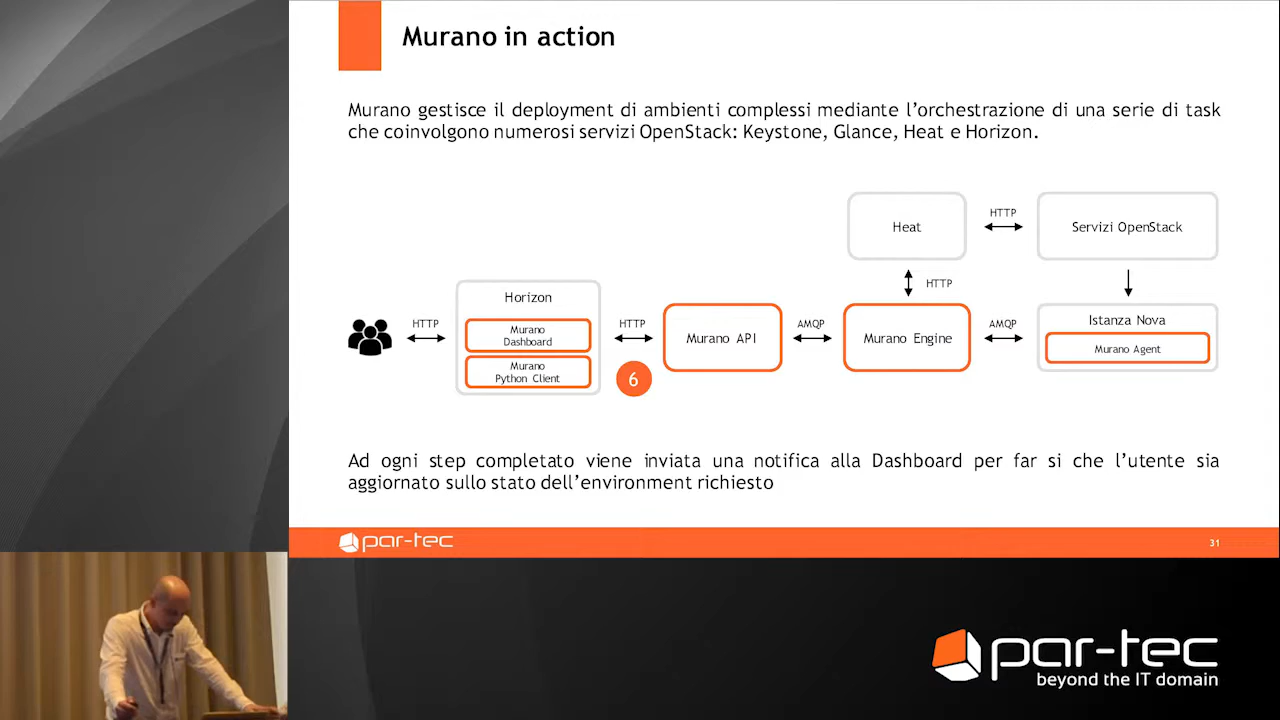 Murano in action
Murano gestisce il deployment di ambienti complessi mediante l'orchestrazione di una serie di task
che coinvolgono numerosi servizi OpenStack: Keystone, Glance, Heat e Horizon.
Heat
HTTP
Servizi OpenStack
HTTP
HTTP
Horizon
Murano
Dashboard
Murano
Python Client
HTTP
6
Murano API
AMQP
Murano Engine
AMQP
Istanza Nova
Murano Agent
Ad ogni step completato viene inviata una notifica alla Dashboard per far si che l'utente sia
aggiornato sullo stato dell'environment richiesto
par-tec
31
par-tec
beyond the IT domain